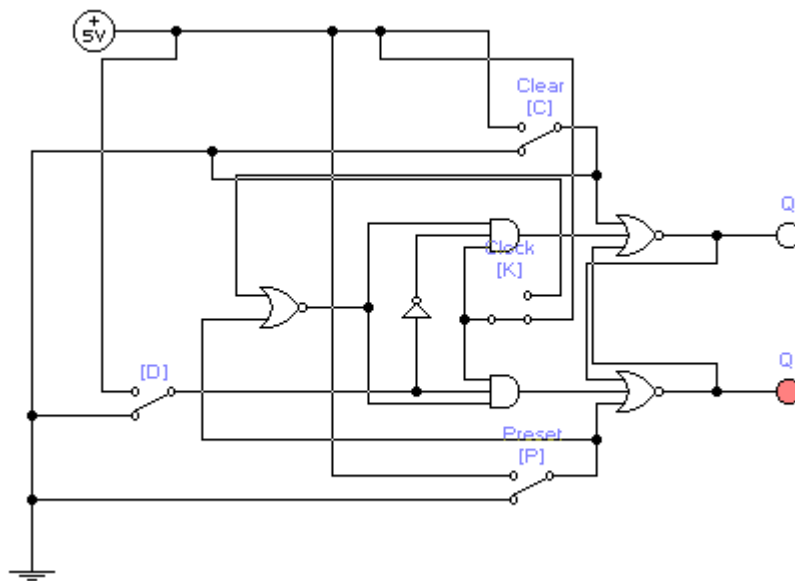 +
5V
Clear
[C]
Q
Clock
[K]
[D]
Q
Preset
[P]